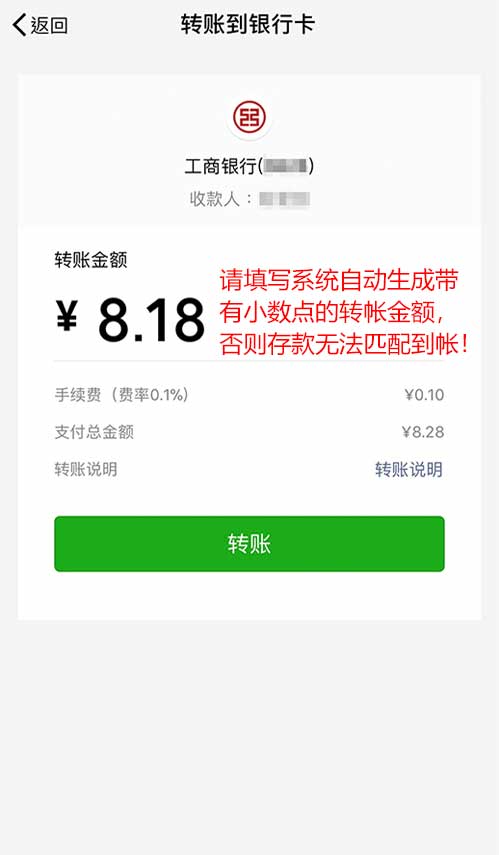 返回
转账到银行卡
工商银行()
收款人：
转账金额
¥ 8.18
请填写系统自动生成带
有小数点的转帐金额，
否则存款无法匹配到帐！
手续费（费率0.1%） ¥0.10
支付总金额 ¥8.28
转账说明 转账说明
转账